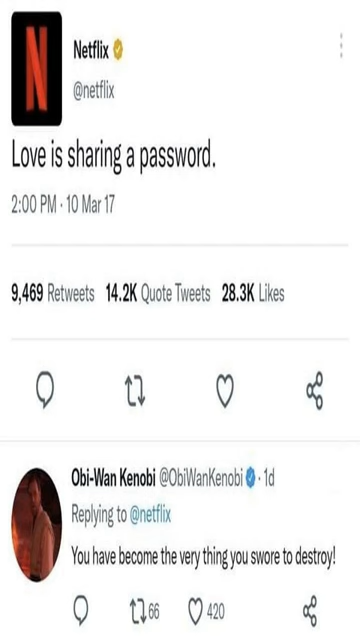 N
Netflix
@netflix
Love is sharing a password.
2:00 PM · 10 Mar 17
9,469 Retweets 14.2K Quote Tweets 28.3K Likes
Obi-Wan Kenobi @ObiWanKenobi · 1d
Replying to @netflix
You have become the very thing you swore to destroy!
66 420